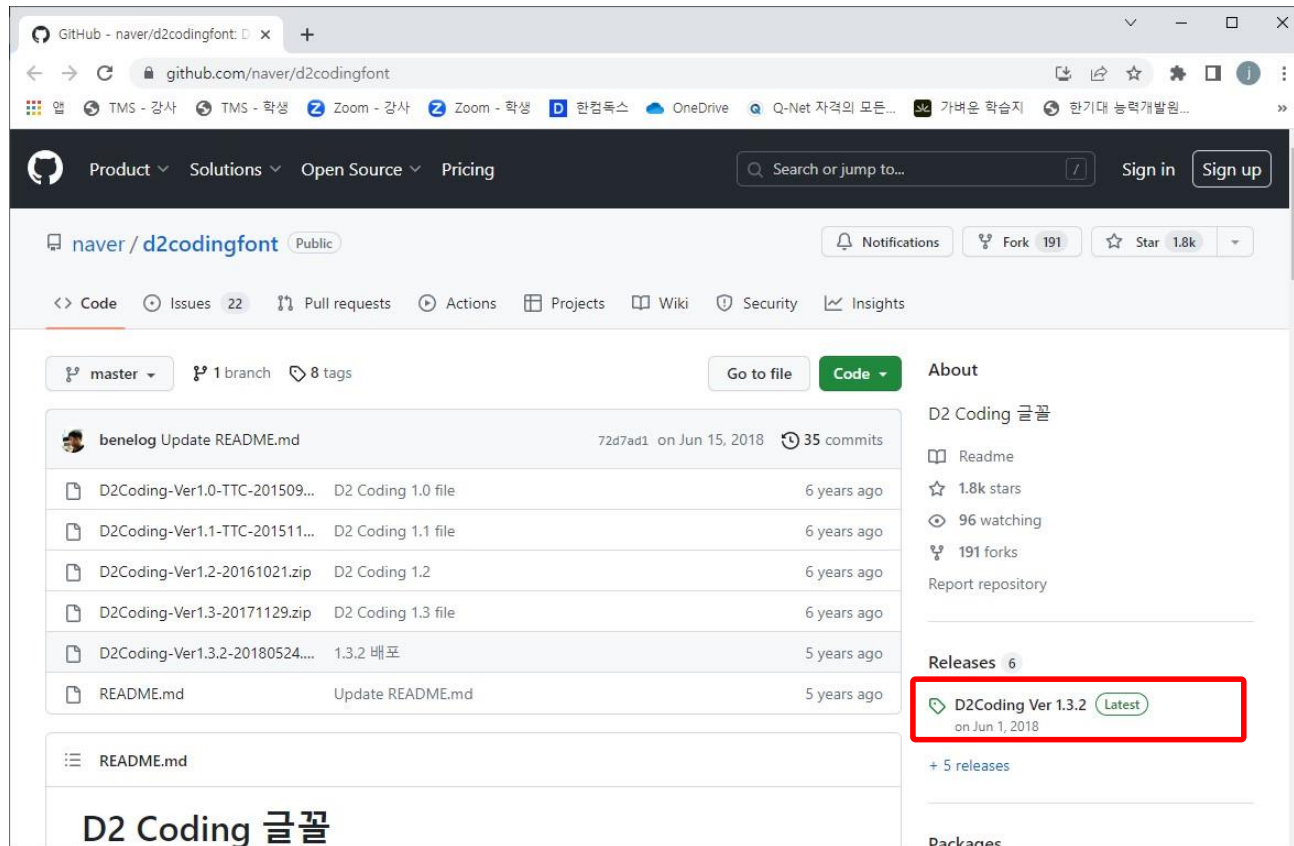 GitHub - naver/d2codingfont: D
github.com/naver/d2codingfont
앱 TMS - 강사 TMS - 학생 Zoom - 강사 Zoom - 학생 D 한컴독스 OneDrive Q-Net 자격의 모든... 가벼운 학습지 한기대 능력개발원... »
Product Solutions Open Source Pricing Search or jump to... / Sign in Sign up
naver / d2codingfont Public Notifications Fork 191 Star 1.8k
<> Code Issues 22 Pull requests Actions Projects Wiki Security Insights
master 1 branch 8 tags Go to file Code
benelog Update README.md 72d7ad1 on Jun 15, 2018 35 commits
D2Coding-Ver1.0-TTC-201509... D2 Coding 1.0 file 6 years ago
D2Coding-Ver1.1-TTC-201511... D2 Coding 1.1 file 6 years ago
D2Coding-Ver1.2-20161021.zip D2 Coding 1.2 6 years ago
D2Coding-Ver1.3-20171129.zip D2 Coding 1.3 file 6 years ago
D2Coding-Ver1.3.2-20180524.... 1.3.2 배포 5 years ago
README.md Update README.md 5 years ago
README.md
D2 Coding 글꼴
About
D2 Coding 글꼴
Readme
1.8k stars
96 watching
191 forks
Report repository
Releases 6
D2Coding Ver 1.3.2 Latest
on Jun 1, 2018
+ 5 releases
Packages